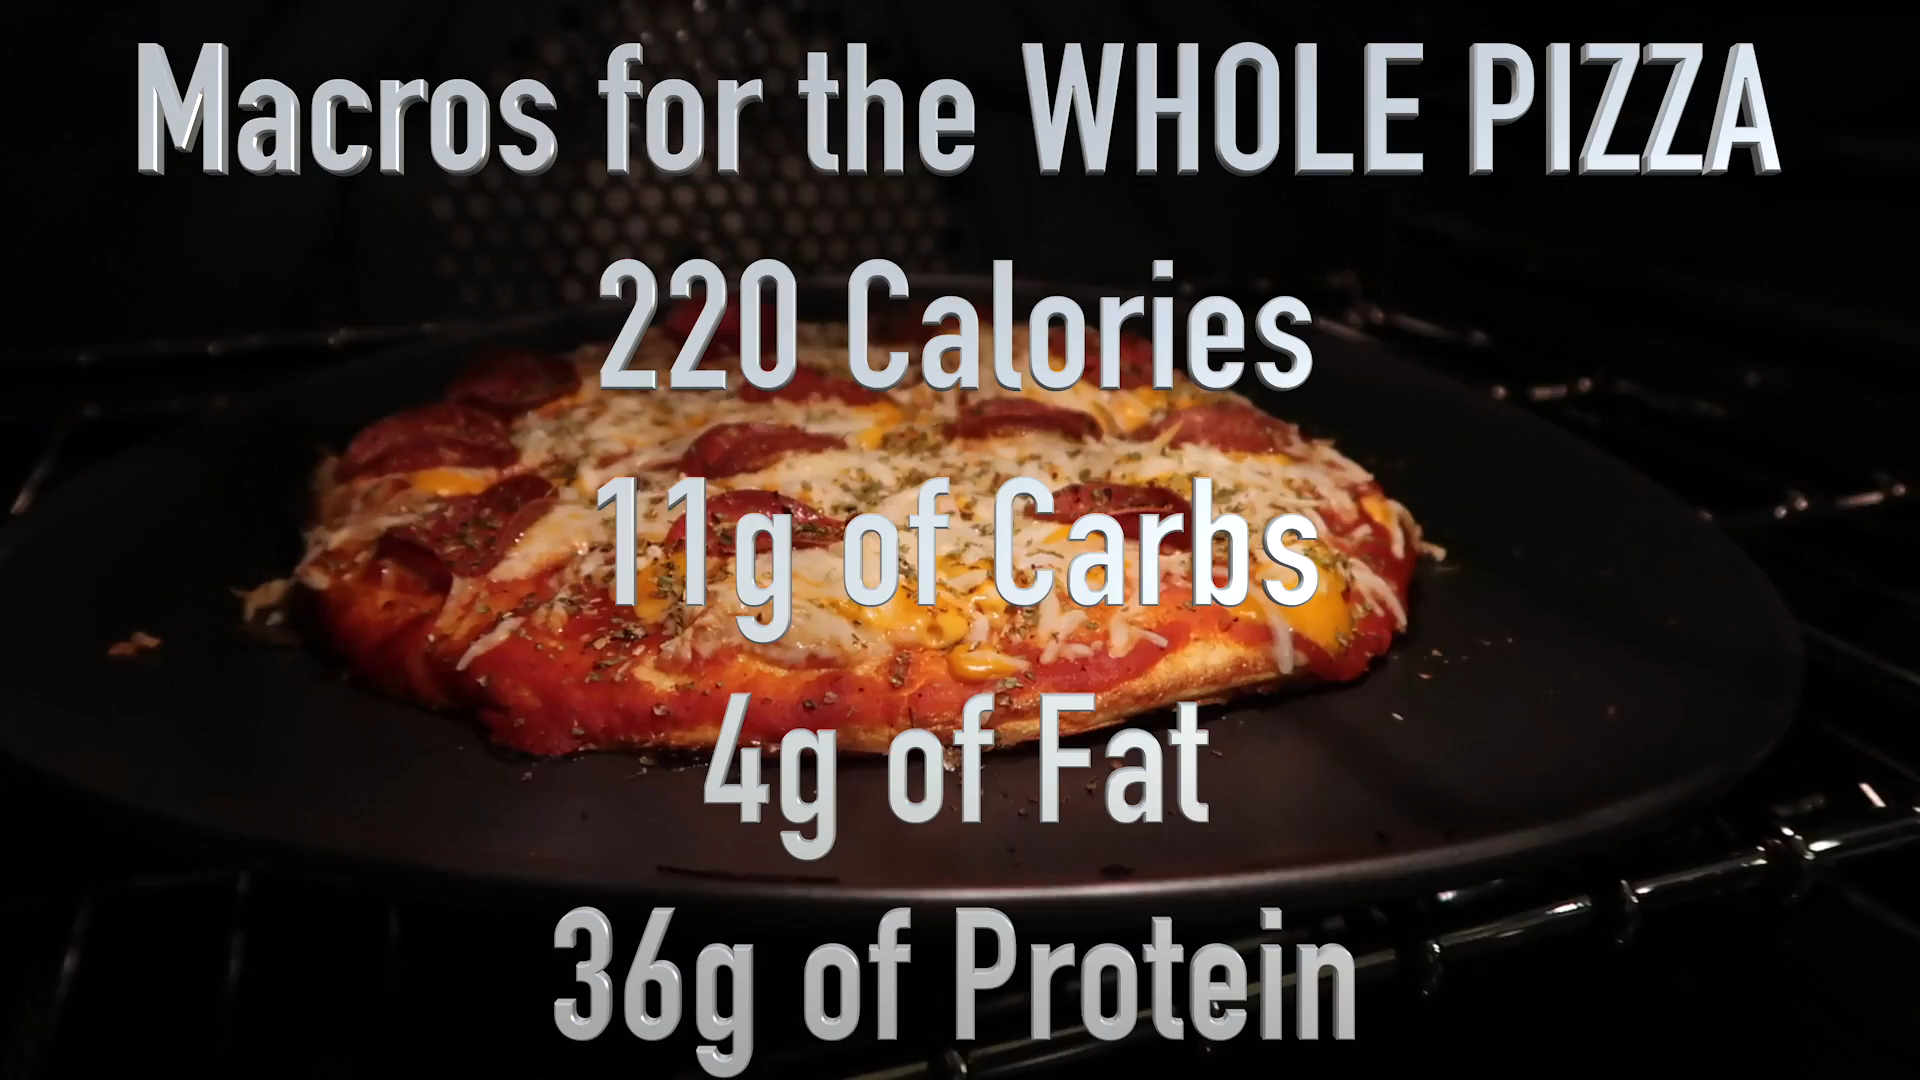 Macros for the WHOLE PIZZA
220 Calories
11g of Carbs
4g of Fat
36g of Protein